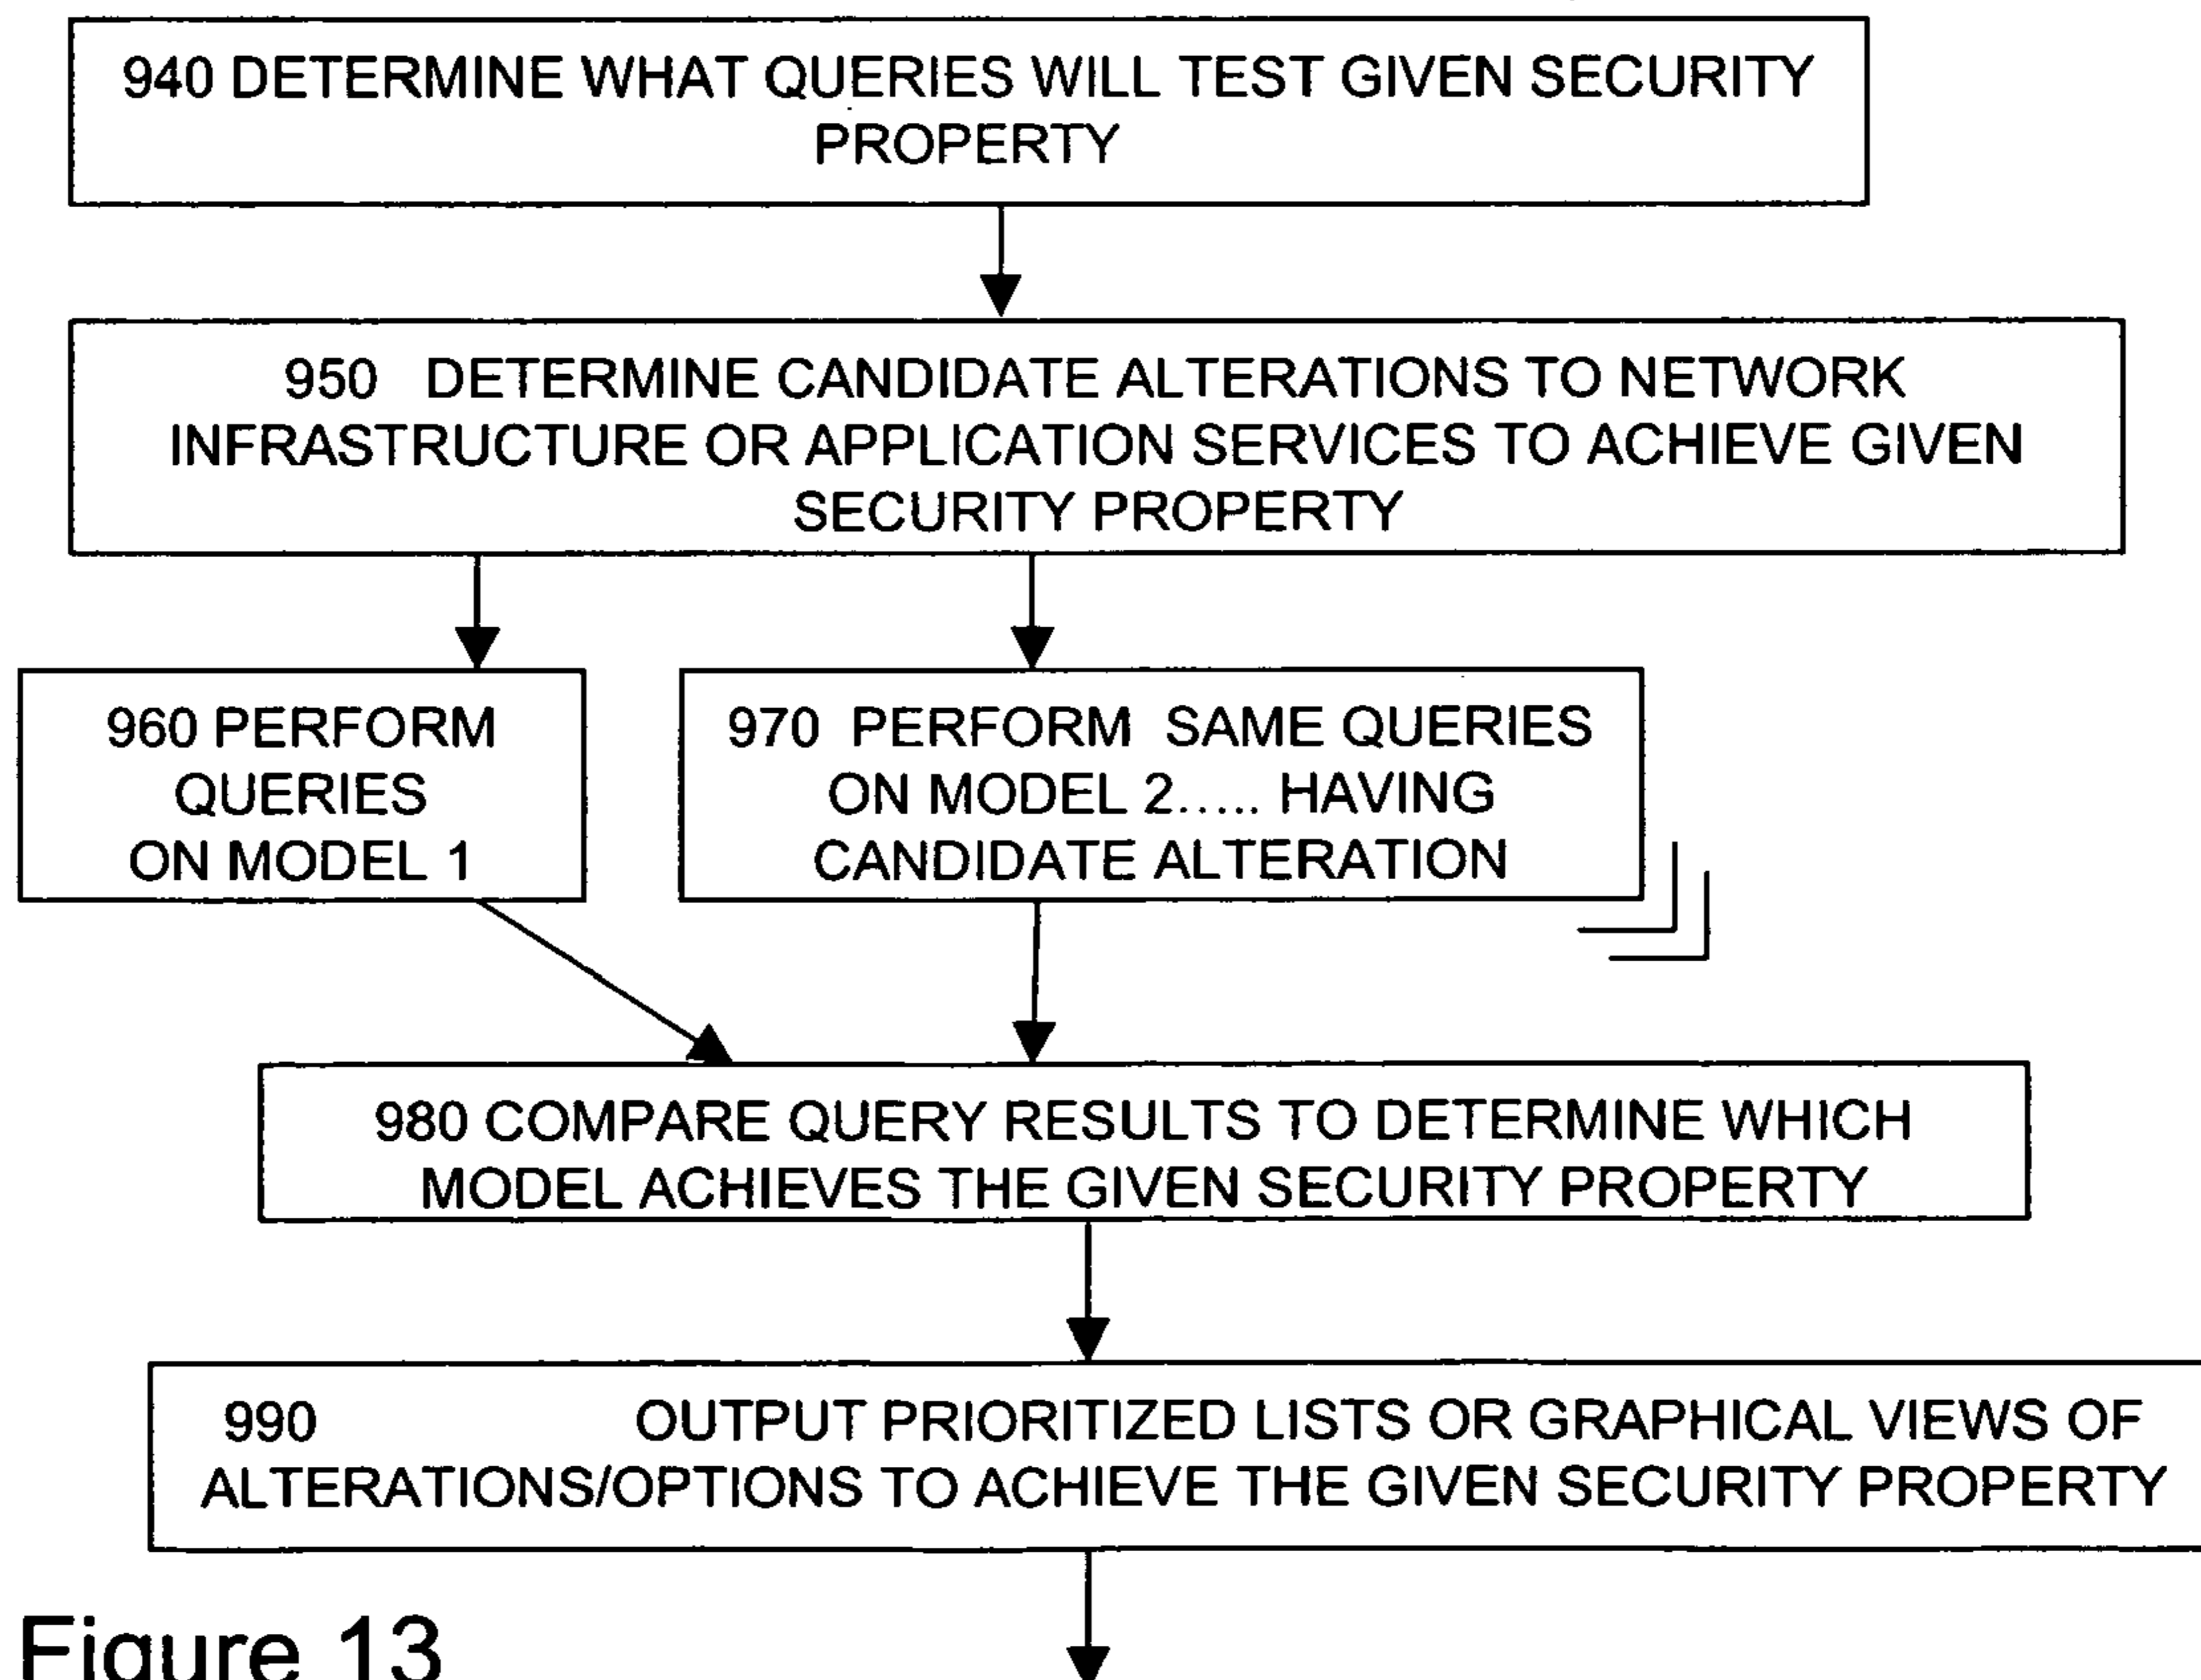 940 DETERMINE WHAT QUERIES WILL TEST GIVEN SECURITY
PROPERTY
950 DETERMINE CANDIDATE ALTERATIONS TO NETWORK
INFRASTRUCTURE OR APPLICATION SERVICES TO ACHIEVE GIVEN
SECURITY PROPERTY
960 PERFORM
QUERIES
ON MODEL 1
970 PERFORM SAME QUERIES
ON MODEL 2..... HAVING
CANDIDATE ALTERATION
980 COMPARE QUERY RESULTS TO DETERMINE WHICH
MODEL ACHIEVES THE GIVEN SECURITY PROPERTY
990 OUTPUT PRIORITIZED LISTS OR GRAPHICAL VIEWS OF
ALTERATIONS/OPTIONS TO ACHIEVE THE GIVEN SECURITY PROPERTY
Figure 13